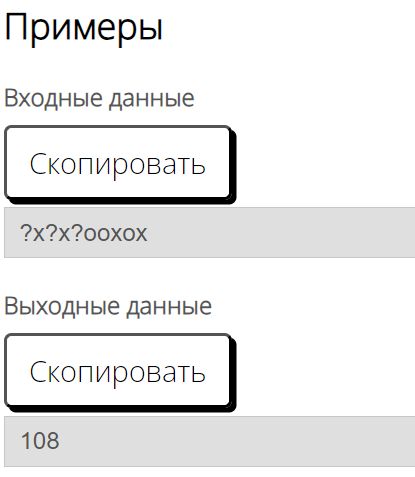 Примеры
Входные данные
Скопировать
?x?x?ooxox
Выходные данные
Скопировать
108